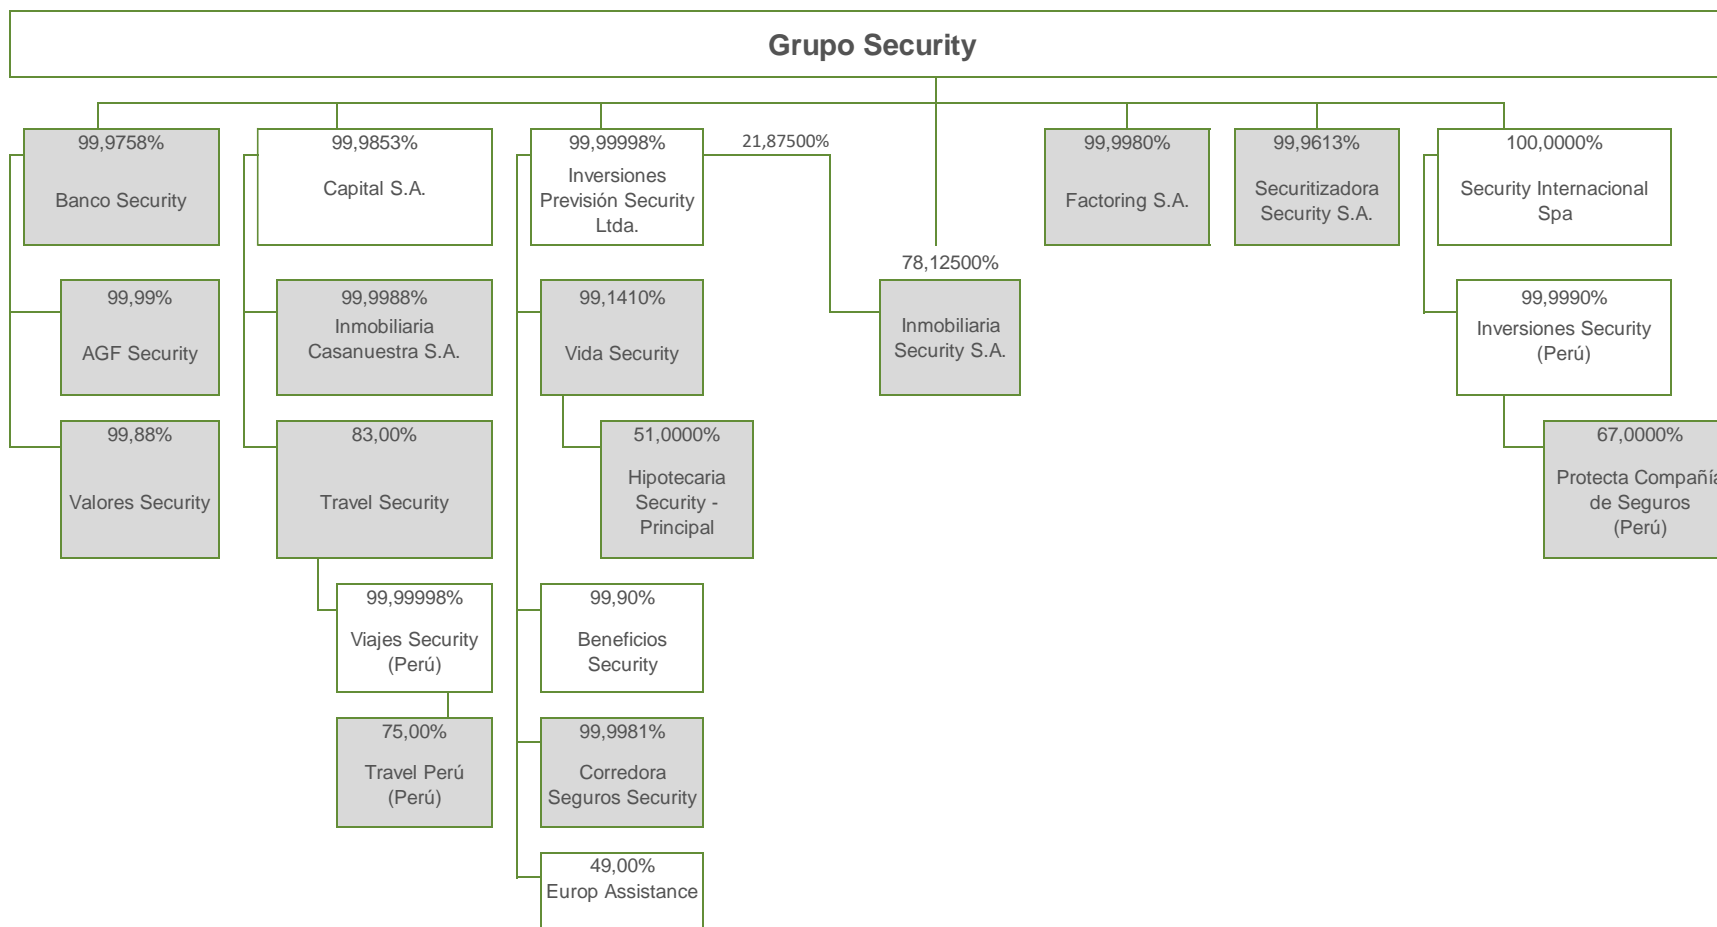 Grupo Security
99,9758%
Banco Security
99,9853%
Capital S.A.
99,99998%
Inversiones
Previsión Security
Ltda.
21,87500%
99,9980%
Factoring S.A.
99,9613%
Securitizadora
Security S.A.
100,0000%
Security Internacional
Spa
78,12500%
Inmobiliaria
Security S.A.
99,99%
AGF Security
99,9988%
Inmobiliaria
Casanuestra S.A.
99,1410%
Vida Security
99,9990%
Inversiones Security
(Perú)
99,88%
Valores Security
83,00%
Travel Security
51,0000%
Hipotecaria
Security -
Principal
67,0000%
Protecta Compañía
de Seguros
(Perú)
99,99998%
Viajes Security
(Perú)
99,90%
Beneficios
Security
75,00%
Travel Perú
(Perú)
99,9981%
Corredora
Seguros Security
49,00%
Europ Assistance